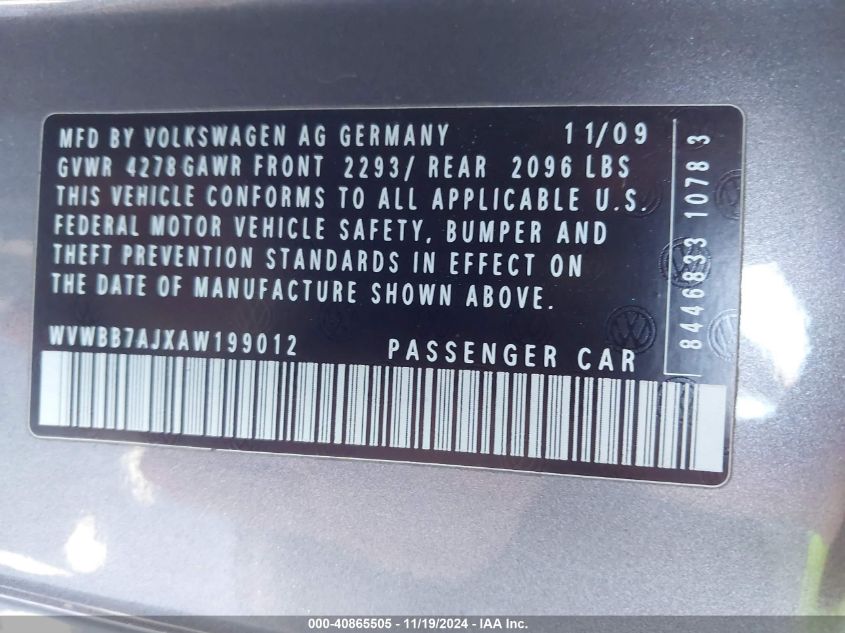 MFD BY VOLKSWAGEN AG GERMANY 11/09
GVWR 4278 GAWR FRONT 2293/ REAR 2096 LBS
THIS VEHICLE CONFORMS TO ALL APPLICABLE U.S.
FEDERAL MOTOR VEHICLE SAFETY, BUMPER AND
THEFT PREVENTION STANDARDS IN EFFECT ON
THE DATE OF MANUFACTURE SHOWN ABOVE.
WVWBB7AJXAW199012 PASSENGER CAR
8446833 1078 3
000-40865505 - 11/19/2024 - IAA Inc.